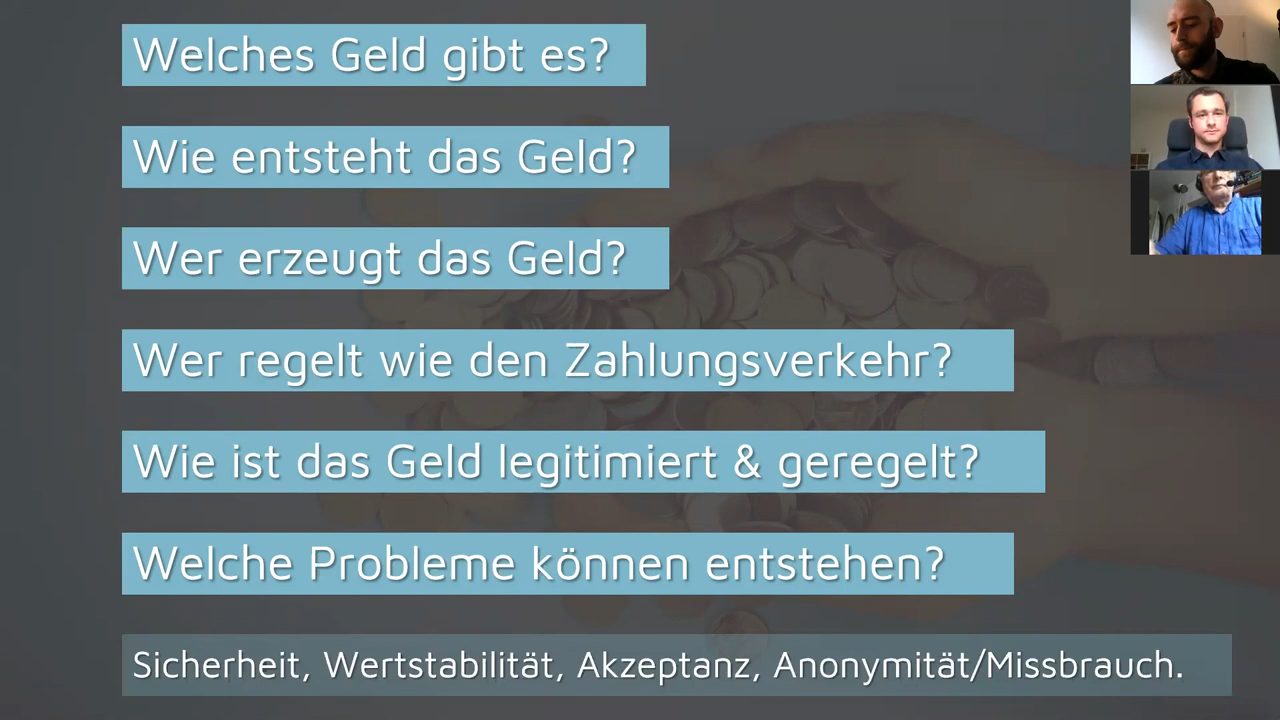 Welches Geld gibt es?
Wie entsteht das Geld?
Wer erzeugt das Geld?
Wer regelt wie den Zahlungsverkehr?
Wie ist das Geld legitimiert & geregelt?
Welche Probleme können entstehen?
Sicherheit, Wertstabilität, Akzeptanz, Anonymität/Missbrauch.